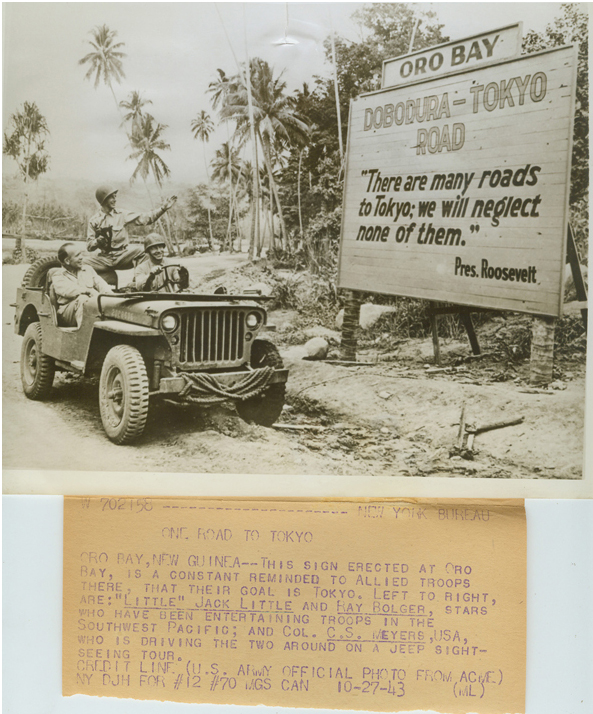 ORO BAY
DOBODURA-TOKYO
ROAD
"There are many roads
to Tokyo; we will neglect
none of them."
Pres. Roosevelt
W 702156 ---------------------------- NEW YORK BUREAU
ONE ROAD TO TOKYO
ORO BAY, NEW GUINEA--THIS SIGN ERECTED AT ORO
BAY, IS A CONSTANT REMINDED TO ALLIED TROOPS
THERE, THAT THEIR GOAL IS TOKYO. LEFT TO RIGHT,
ARE: "LITTLE" JACK LITTLE AND RAY BOLGER, STARS
WHO HAVE BEEN ENTERTAINING TROOPS IN THE
SOUTHWEST PACIFIC; AND COL. C.S. MEYERS, USA,
WHO IS DRIVING THE TWO AROUND ON A JEEP SIGHT-
SEEING TOUR.
CREDIT LINE (U.S. ARMY OFFICIAL PHOTO FROM ACME)
NY DJH FOR #12 #70 MGS CAN 10-27-43 (ML)